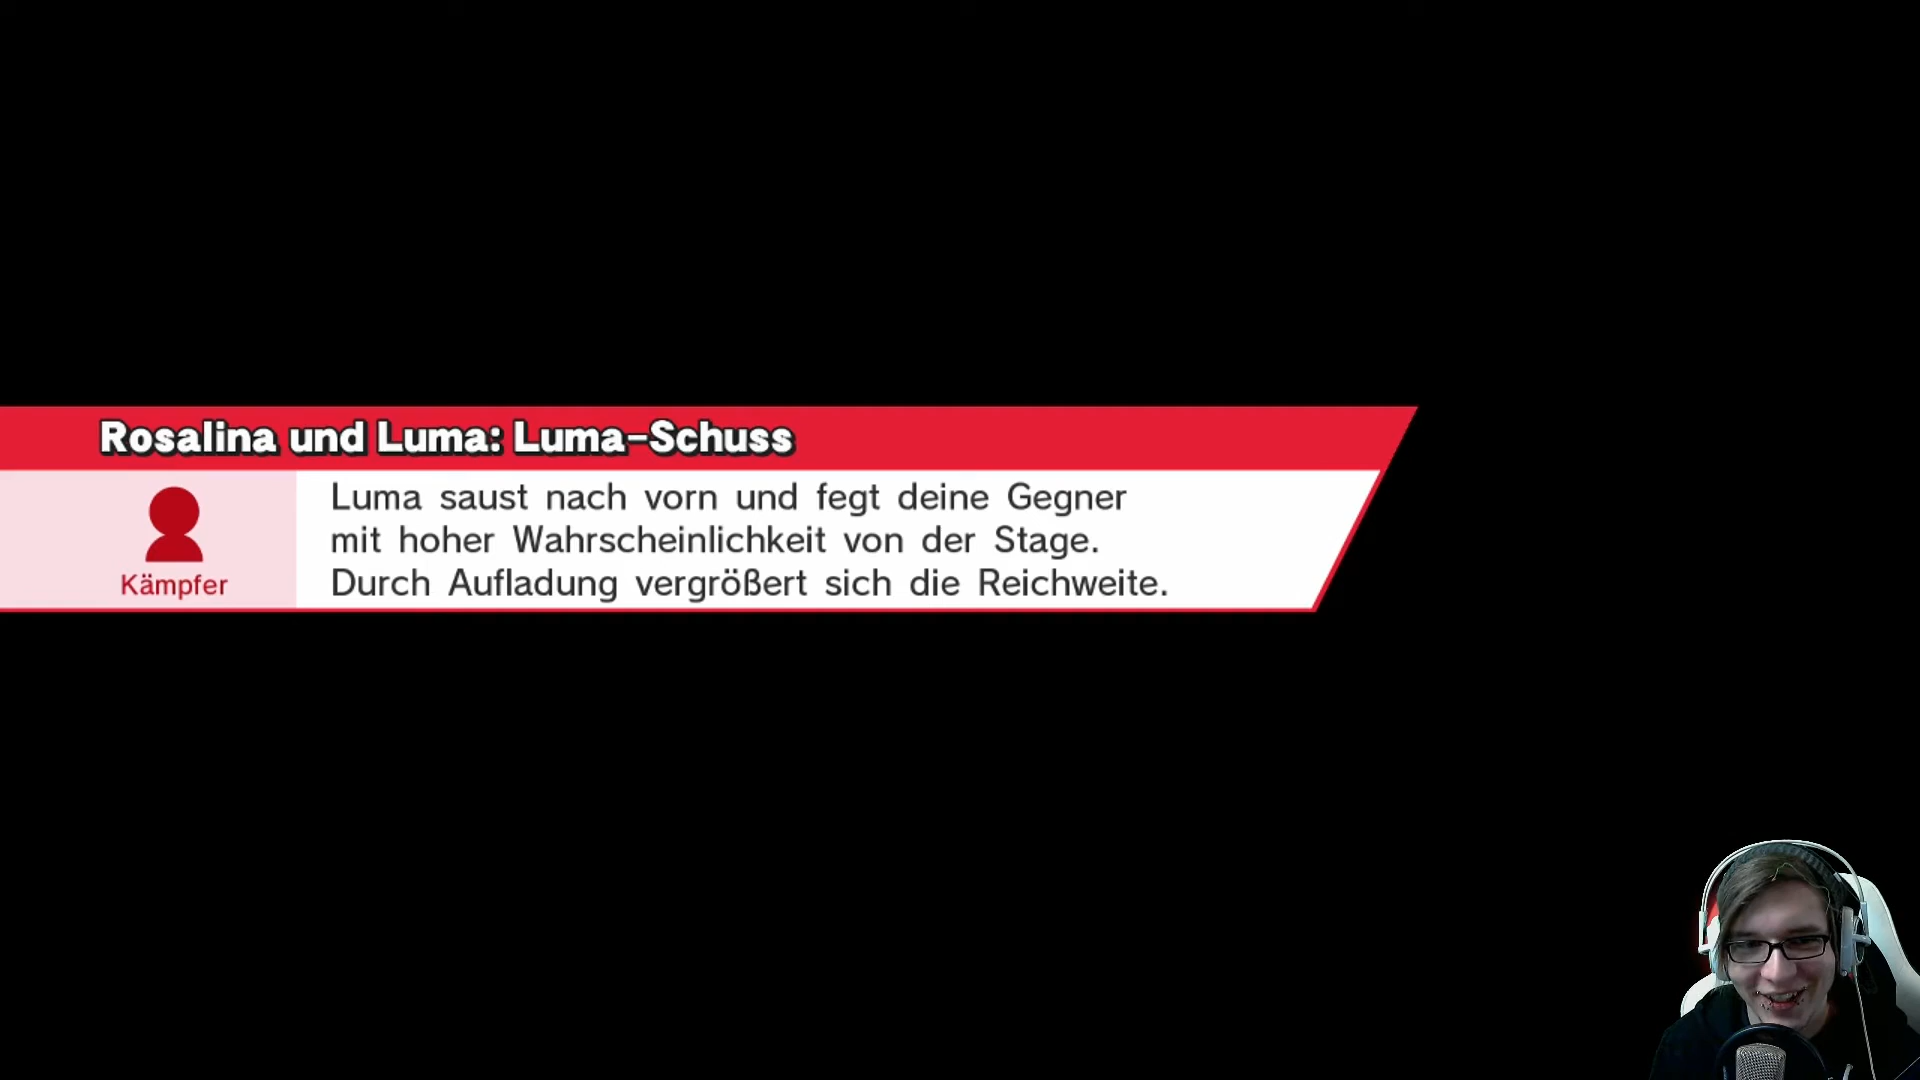 Rosalina und Luma: Luma-Schuss
Luma saust nach vorn und fegt deine Gegner
mit hoher Wahrscheinlichkeit von der Stage.
Durch Aufladung vergrößert sich die Reichweite.
Kämpfer